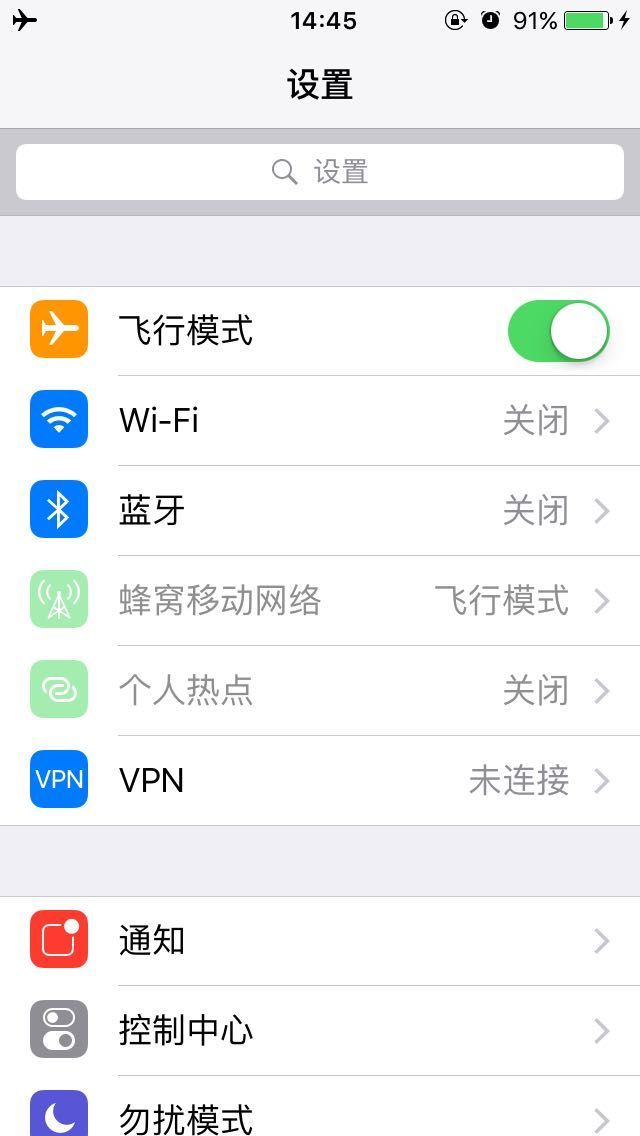 14:45 91%
设置
设置
飞行模式
Wi-Fi 关闭
蓝牙 关闭
蜂窝移动网络 飞行模式
个人热点 关闭
VPN VPN 未连接
通知
控制中心
勿扰模式